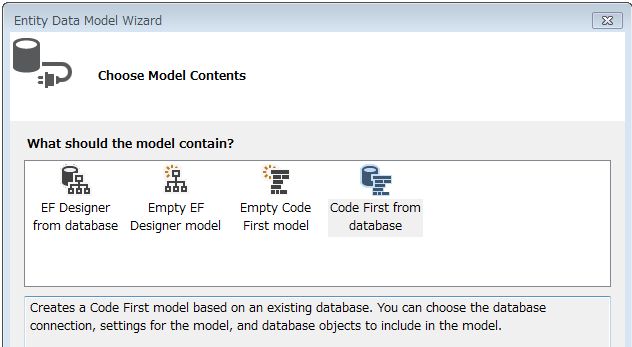 Entity Data Model Wizard
Choose Model Contents
What should the model contain?
EF Designer
from database
Empty EF
Designer model
Empty Code
First model
Code First from
database
Creates a Code First model based on an existing database. You can choose the database
connection, settings for the model, and database objects to include in the model.